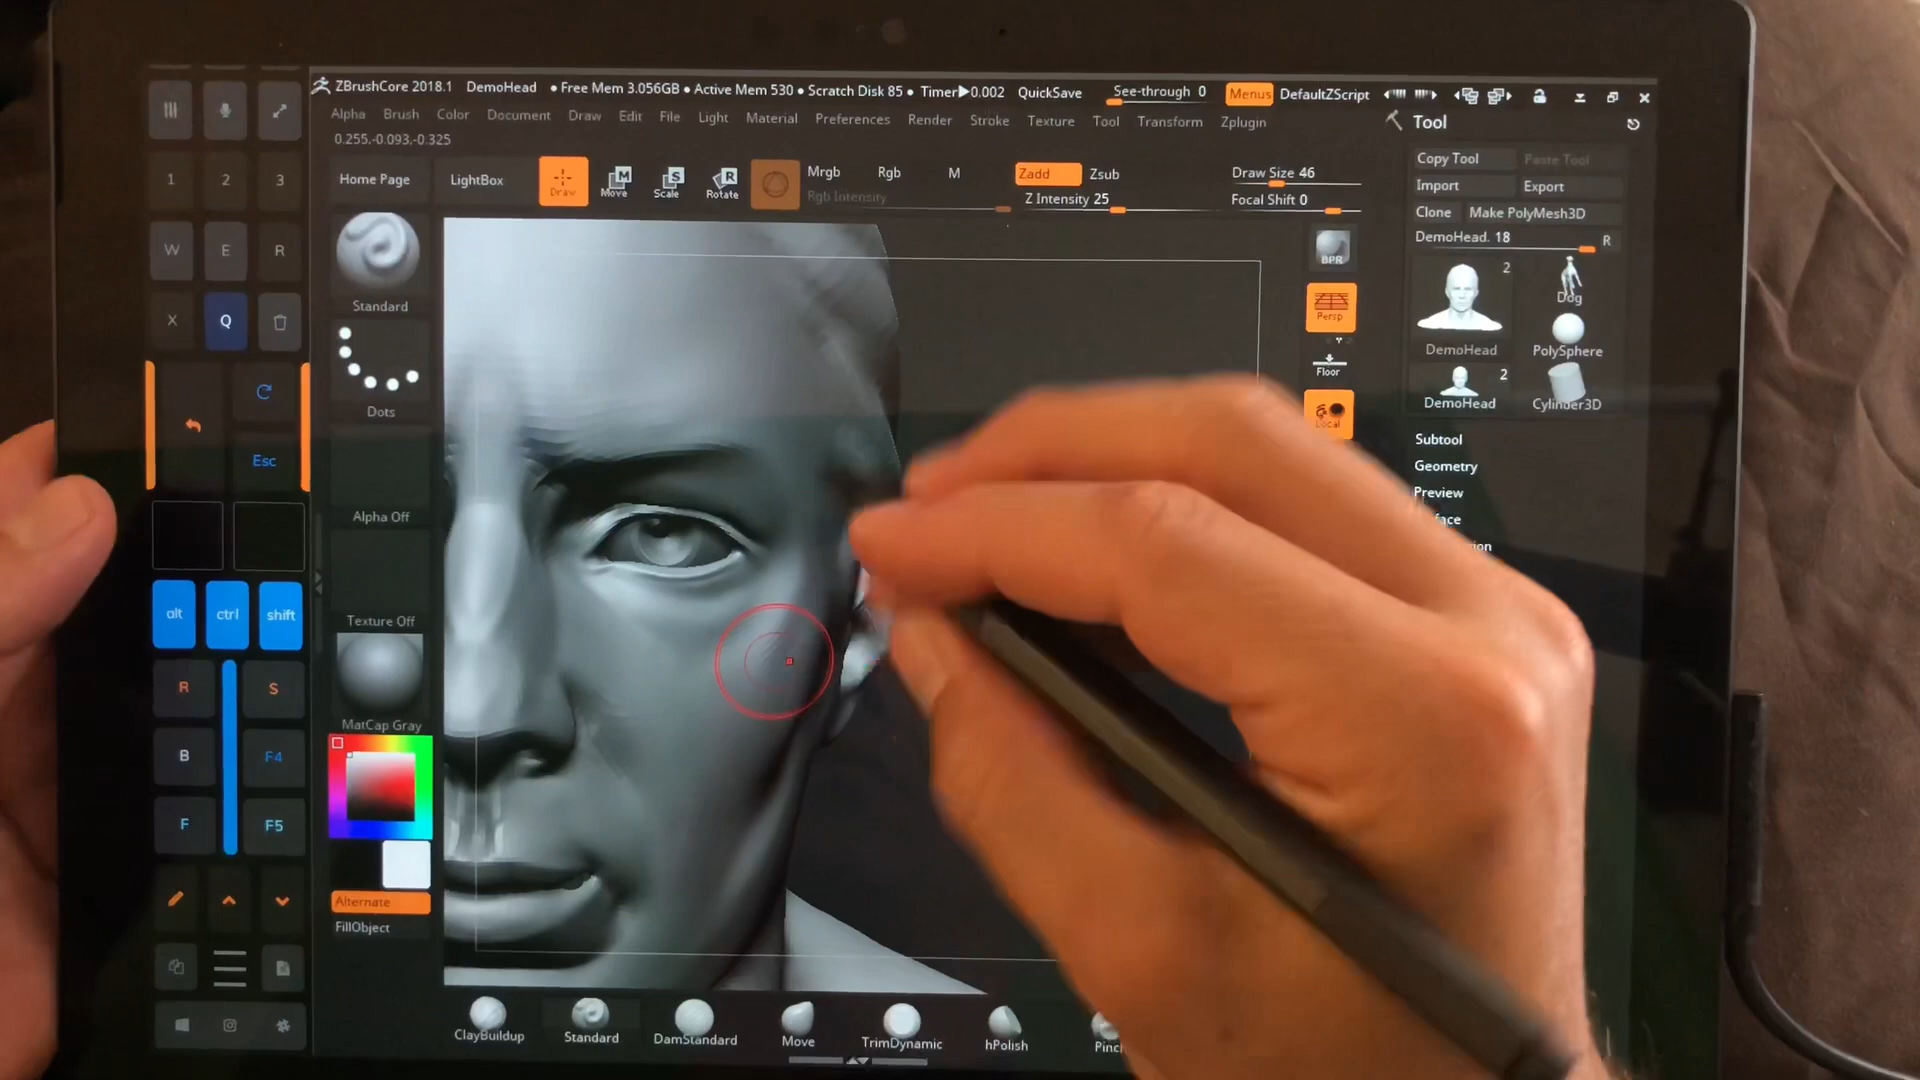 ZBrushCore 2018.1 DemoHead • Free Mem 3.056GB • Active Mem 530 • Scratch Disk 85 • Timer▶0.002 QuickSave See-through 0 Menus DefaultZScript
Alpha Brush Color Document Draw Edit File Light Material Preferences Render Stroke Texture Tool Transform Zplugin
0.255,-0.093,-0.325
Home Page LightBox Draw Move Scale Rotate
M S R
Mrgb Rgb M Zadd Zsub Draw Size 46
Rgb Intensity Z Intensity 25 Focal Shift 0
Tool
Copy Tool Paste Tool
Import Export
Clone Make PolyMesh3D
DemoHead. 18 R
2
Dog
DemoHead PolySphere
2
DemoHead Cylinder3D
Subtool
Geometry
Preview
BPR
Persp
Floor
Local
1 2 3
W E R
X Q
Esc
alt ctrl shift
R S
B F4
F F5
Standard
Dots
Alpha Off
Texture Off
MatCap Gray
Alternate
FillObject
ClayBuildup Standard DamStandard Move TrimDynamic hPolish